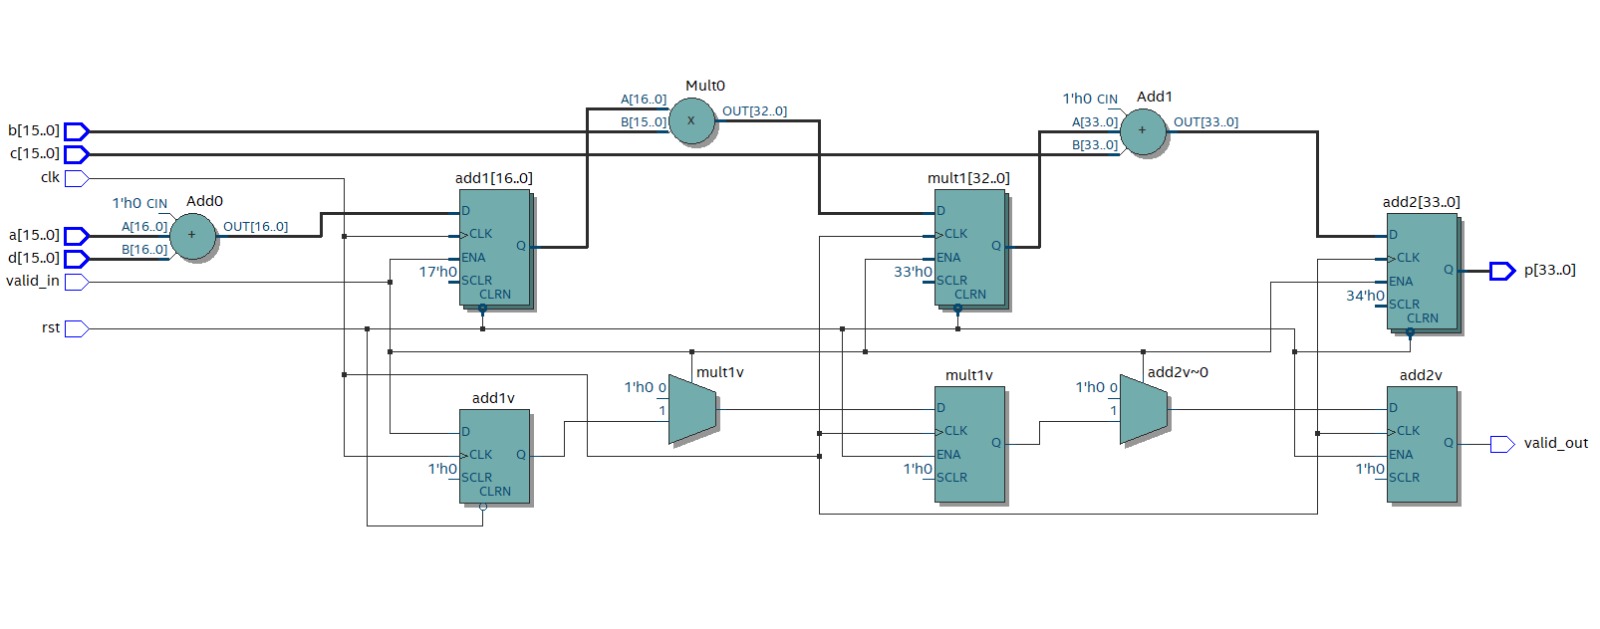 b[15..0]
c[15..0]
clk
a[15..0]
d[15..0]
valid_in
rst
1'h0 CIN
Add0
A[16..0]
B[16..0]
+
OUT[16..0]
add1[16..0]
D
CLK
ENA
17'h0
SCLR
CLRN
Q
add1v
D
CLK
1'h0
SCLR
CLRN
Q
Mult0
A[16..0]
B[15..0]
x
OUT[32..0]
mult1v
1'h0 0
1
mult1[32..0]
D
CLK
ENA
33'h0
SCLR
CLRN
Q
mult1v
D
CLK
ENA
1'h0
SCLR
Q
1'h0 CIN
Add1
A[33..0]
B[33..0]
+
OUT[33..0]
add2v~0
1'h0 0
1
add2[33..0]
D
CLK
ENA
34'h0
SCLR
CLRN
Q
p[33..0]
add2v
D
CLK
ENA
1'h0
SCLR
Q
valid_out